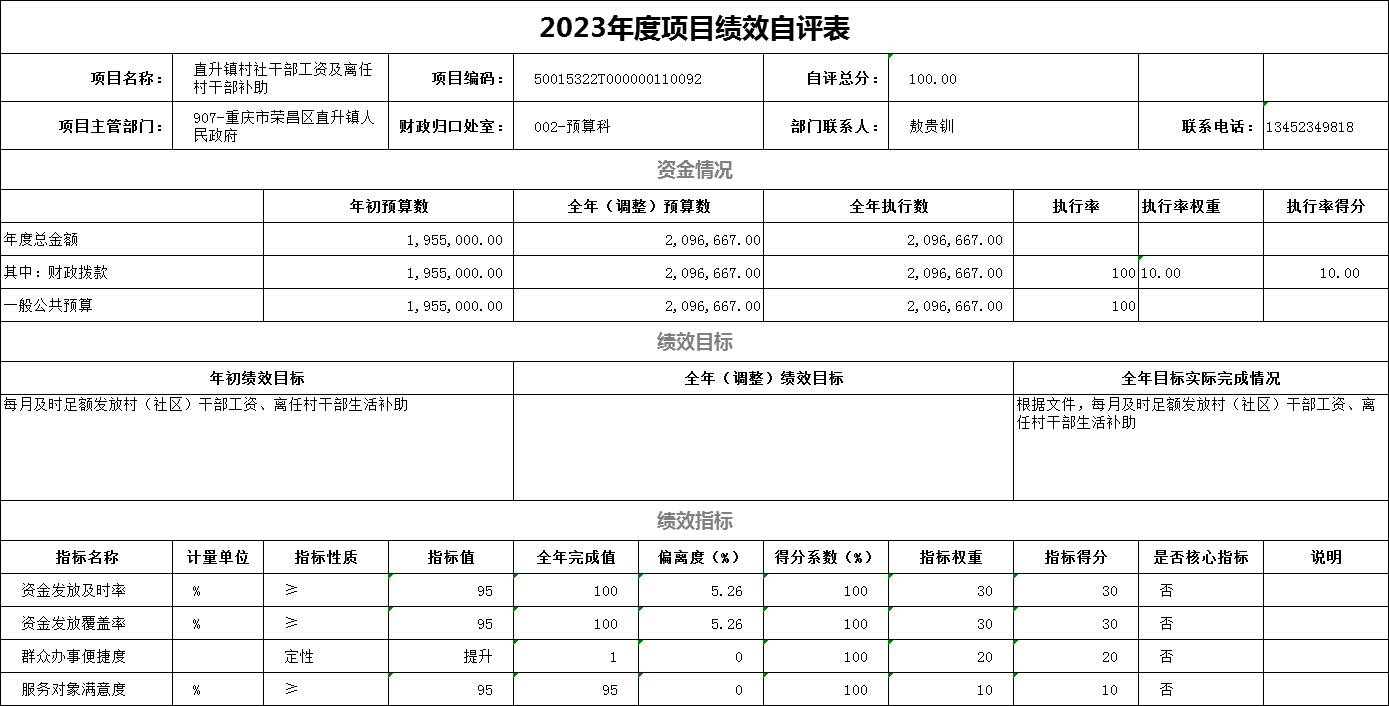 2023年度项目绩效自评表
项目名称： 直升镇村社干部工资及离任村干部补助 项目编码： 50015322T000000110092 自评总分： 100.00
项目主管部门： 907-重庆市荣昌区直升镇人民政府 财政归口处室： 002-预算科 部门联系人： 敖贵钏 联系电话： 13452349818
资金情况
年初预算数 全年（调整）预算数 全年执行数 执行率 执行率权重 执行率得分
年度总金额 1,955,000.00 2,096,667.00 2,096,667.00
其中：财政拨款 1,955,000.00 2,096,667.00 2,096,667.00 100 10.00 10.00
一般公共预算 1,955,000.00 2,096,667.00 2,096,667.00 100
绩效目标
年初绩效目标 全年（调整）绩效目标 全年目标实际完成情况
每月及时足额发放村（社区）干部工资、离任村干部生活补助 根据文件，每月及时足额发放村（社区）干部工资、离任村干部生活补助
绩效指标
指标名称 计量单位 指标性质 指标值 全年完成值 偏离度（%） 得分系数（%） 指标权重 指标得分 是否核心指标 说明
资金发放及时率 % ≥ 95 100 5.26 100 30 30 否
资金发放覆盖率 % ≥ 95 100 5.26 100 30 30 否
群众办事便捷度 定性 提升 1 0 100 20 20 否
服务对象满意度 % ≥ 95 95 0 100 10 10 否